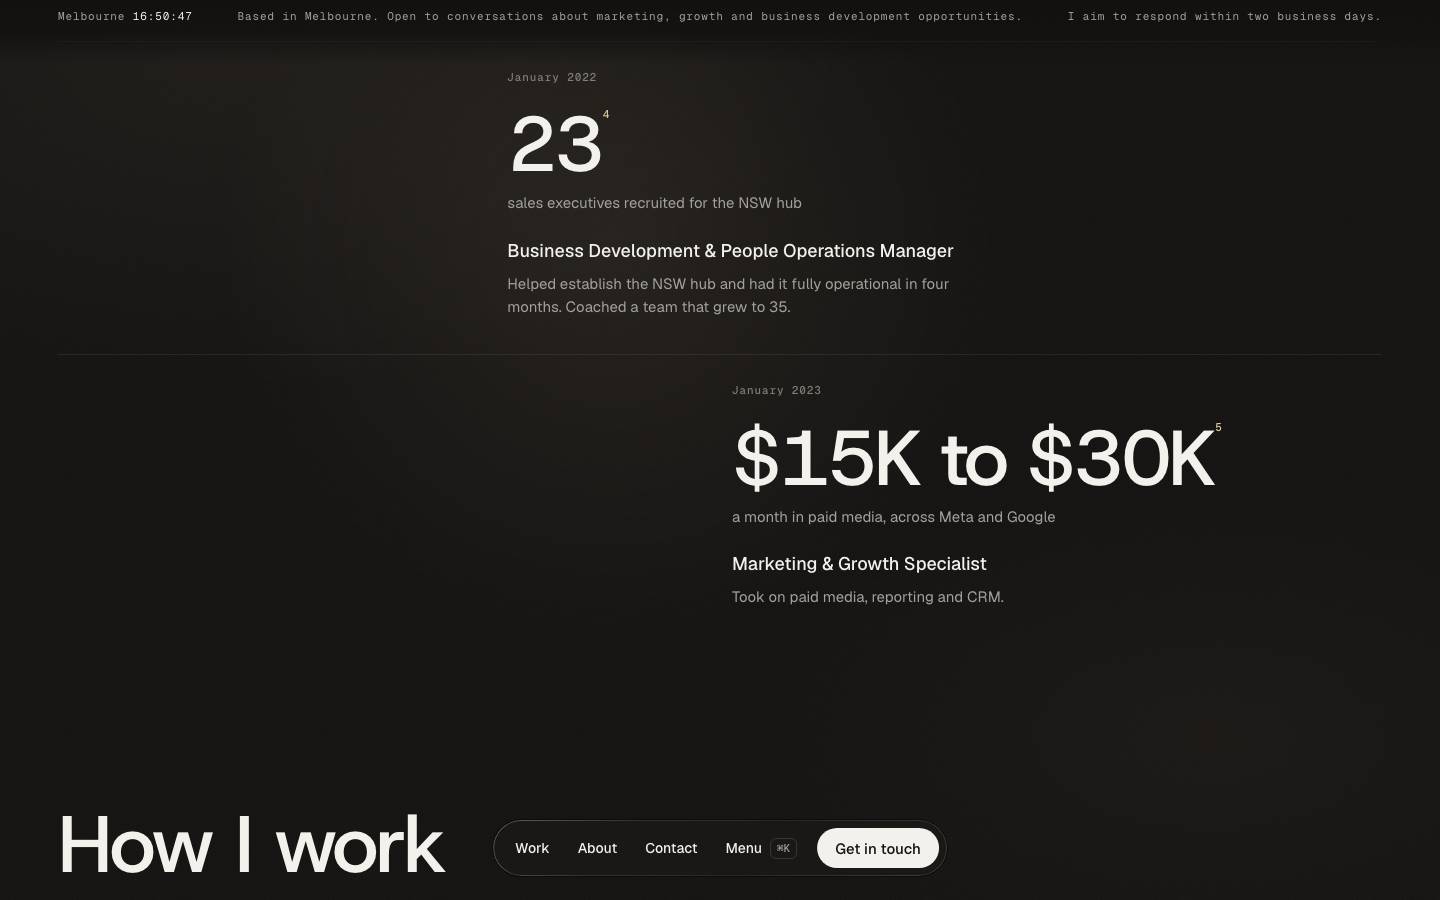 Melbourne 16:50:47 Based in Melbourne. Open to conversations about marketing, growth and business development opportunities. I aim to respond within two business days.
January 2022
23 4
sales executives recruited for the NSW hub
Business Development & People Operations Manager
Helped establish the NSW hub and had it fully operational in four
months. Coached a team that grew to 35.
January 2023
$15K to $30K 5
a month in paid media, across Meta and Google
Marketing & Growth Specialist
Took on paid media, reporting and CRM.
How I work
Work About Contact Menu ⌘K Get in touch